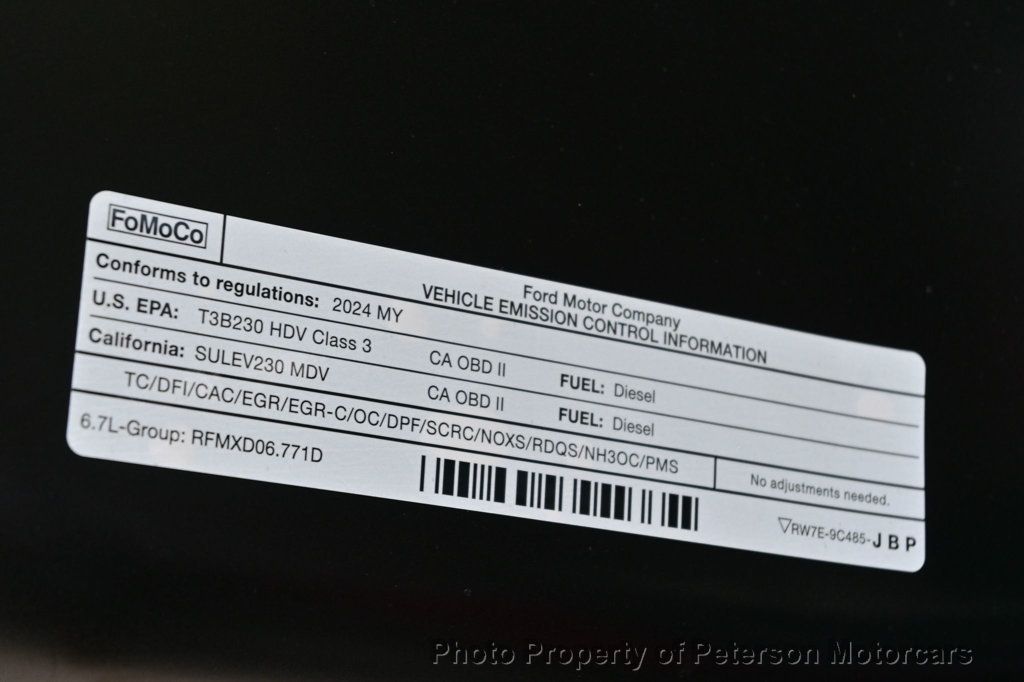 FoMoCo
Ford Motor Company
VEHICLE EMISSION CONTROL INFORMATION
Conforms to regulations: 2024 MY
U.S. EPA: T3B230 HDV Class 3 CA OBD II FUEL: Diesel
California: SULEV230 MDV CA OBD II FUEL: Diesel
TC/DFI/CAC/EGR/EGR-C/OC/DPF/SCRC/NOXS/RDQS/NH3OC/PMS
No adjustments needed.
6.7L-Group: RFMXD06.771D
▽RW7E-9C485-JBP
Photo Property of Peterson Motorcars